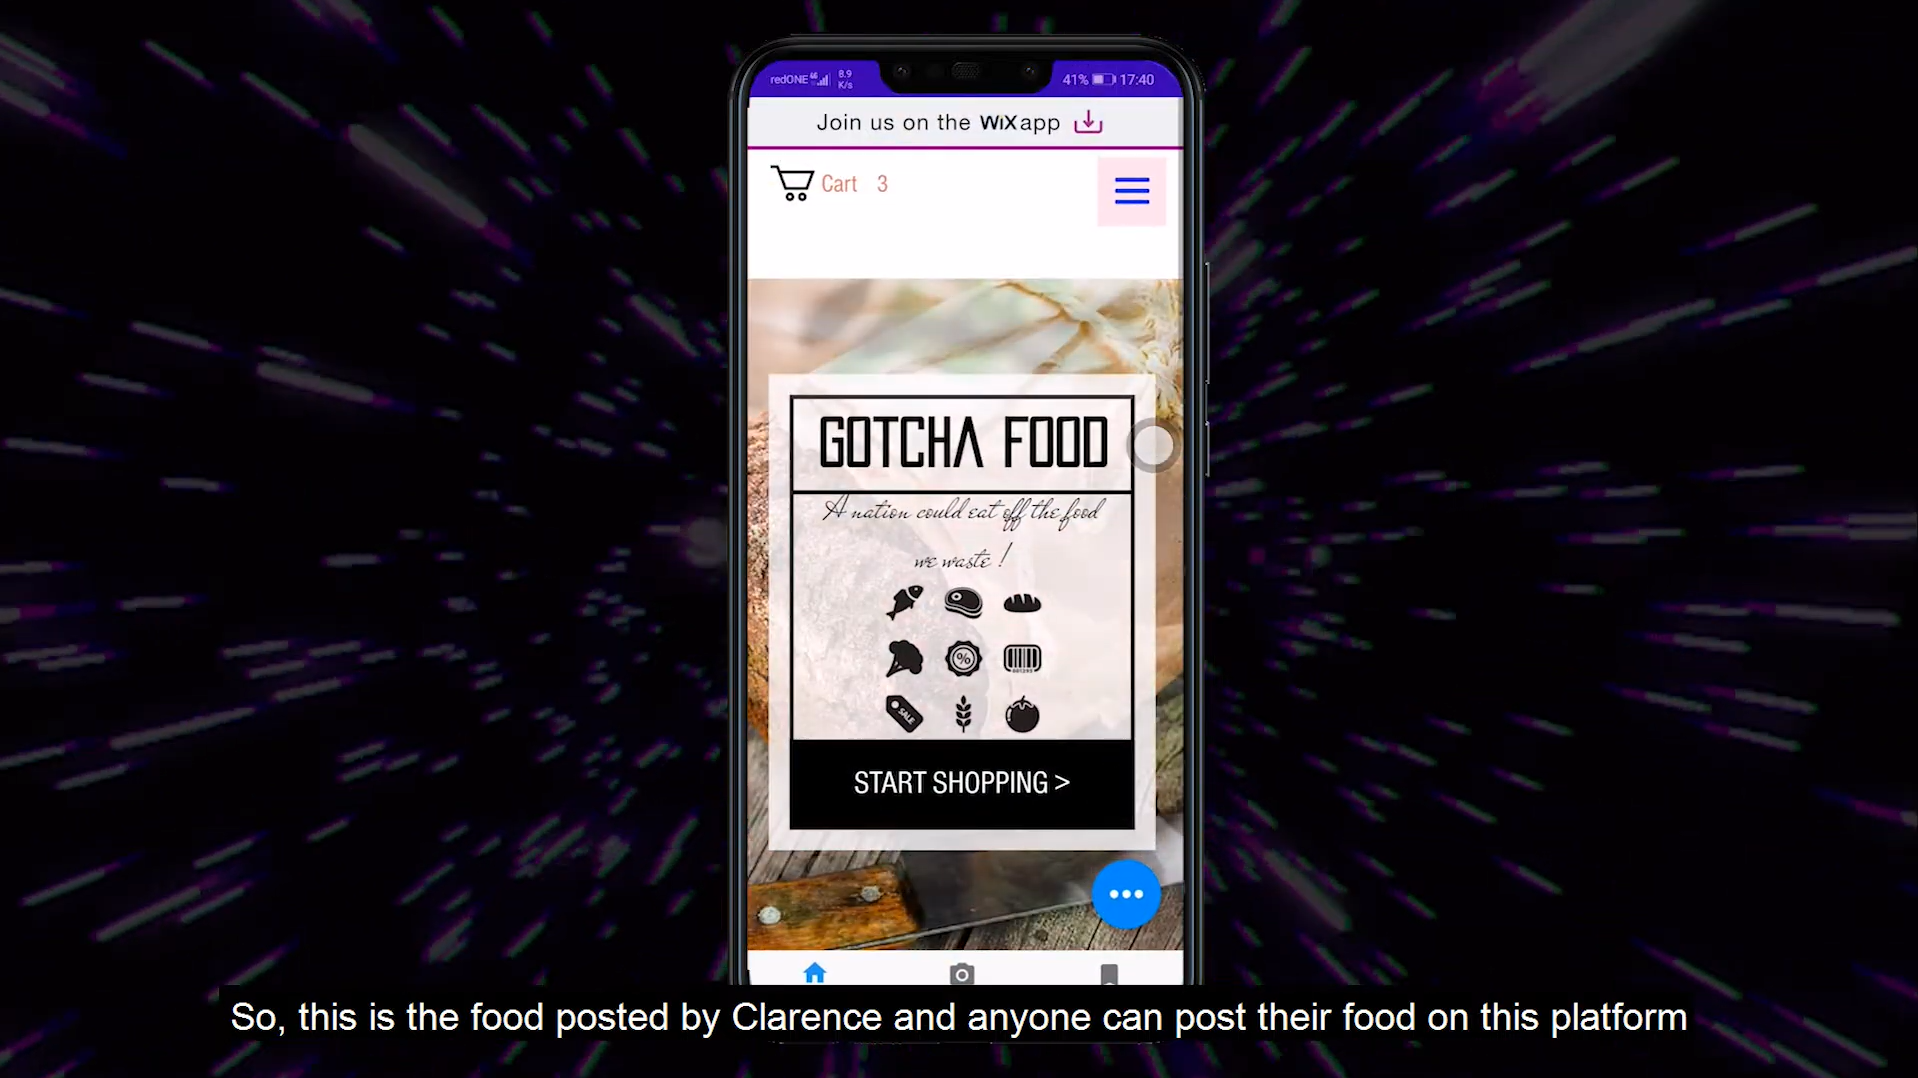 redONE 4G 8.9 K/s 41% 17:40
Join us on the WiX app
Cart 3
GOTCHA FOOD
A nation could eat off the food
we waste !
%
SALE
START SHOPPING >
So, this is the food posted by Clarence and anyone can post their food on this platform